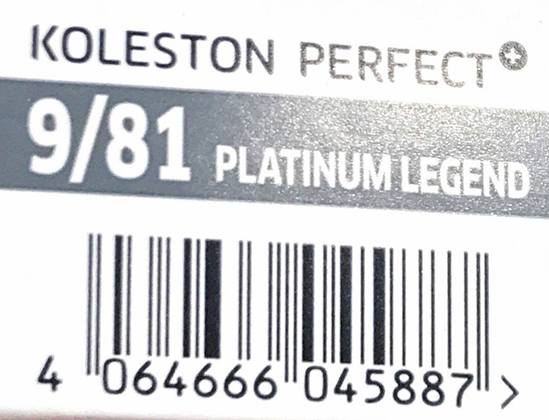 KOLESTON PERFECT
9/81 PLATINUM LEGEND
4 064666 045887 >